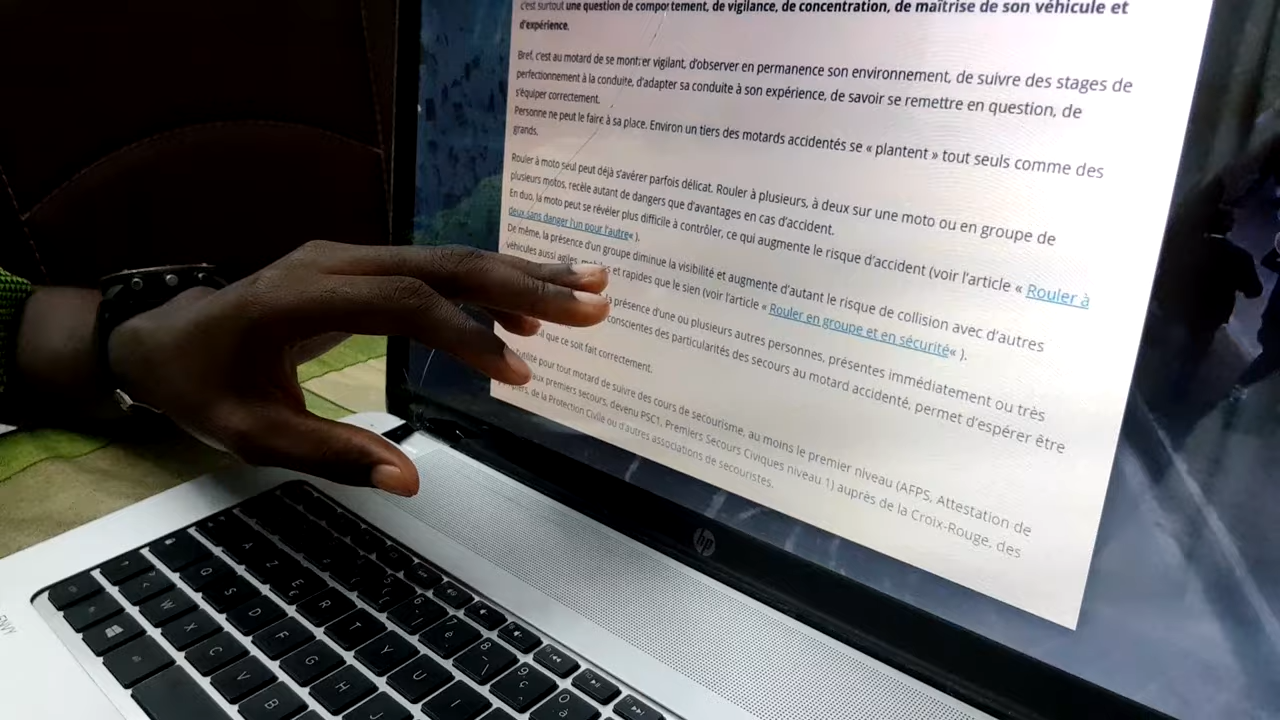 c'est surtout une question de comportement, de vigilance, de concentration, de maîtrise de son véhicule et
d'expérience.
Bref, c'est au motard de se montrer vigilant, d'observer en permanence son environnement, de suivre des stages de
perfectionnement à la conduite, d'adapter sa conduite à son expérience, de savoir se remettre en question, de
s'équiper correctement.
Personne ne peut le faire à sa place. Environ un tiers des motards accidentés se « plantent » tout seuls comme des
grands.
Rouler à moto seul peut déjà s'avérer parfois délicat. Rouler à plusieurs, à deux sur une moto ou en groupe de
plusieurs motos, recèle autant de dangers que d'avantages en cas d'accident.
En duo, la moto peut se révéler plus difficile à contrôler, ce qui augmente le risque d'accident (voir l'article « Rouler à
deux sans danger l'un pour l'autre« ).
De même, la présence d'un groupe diminue la visibilité et augmente d'autant le risque de collision avec d'autres
véhicules aussi agiles, et rapides que le sien (voir l'article « Rouler en groupe et en sécurité« ).
la présence d'une ou plusieurs autres personnes, présentes immédiatement ou très
conscientes des particularités des secours au motard accidenté, permet d'espérer être
que ce soit fait correctement.
l'utilité pour tout motard de suivre des cours de secourisme, au moins le premier niveau (AFPS, Attestation de
aux premiers secours, devenu PSC1, Premiers Secours Civiques niveau 1) auprès de la Croix-Rouge, des
de la Protection Civile ou d'autres associations de secouristes.
hp
ENVY
7 8 9 0
6 è _ ç à
A Z E R T Y U I
Q S D F G H J
< W X C V B